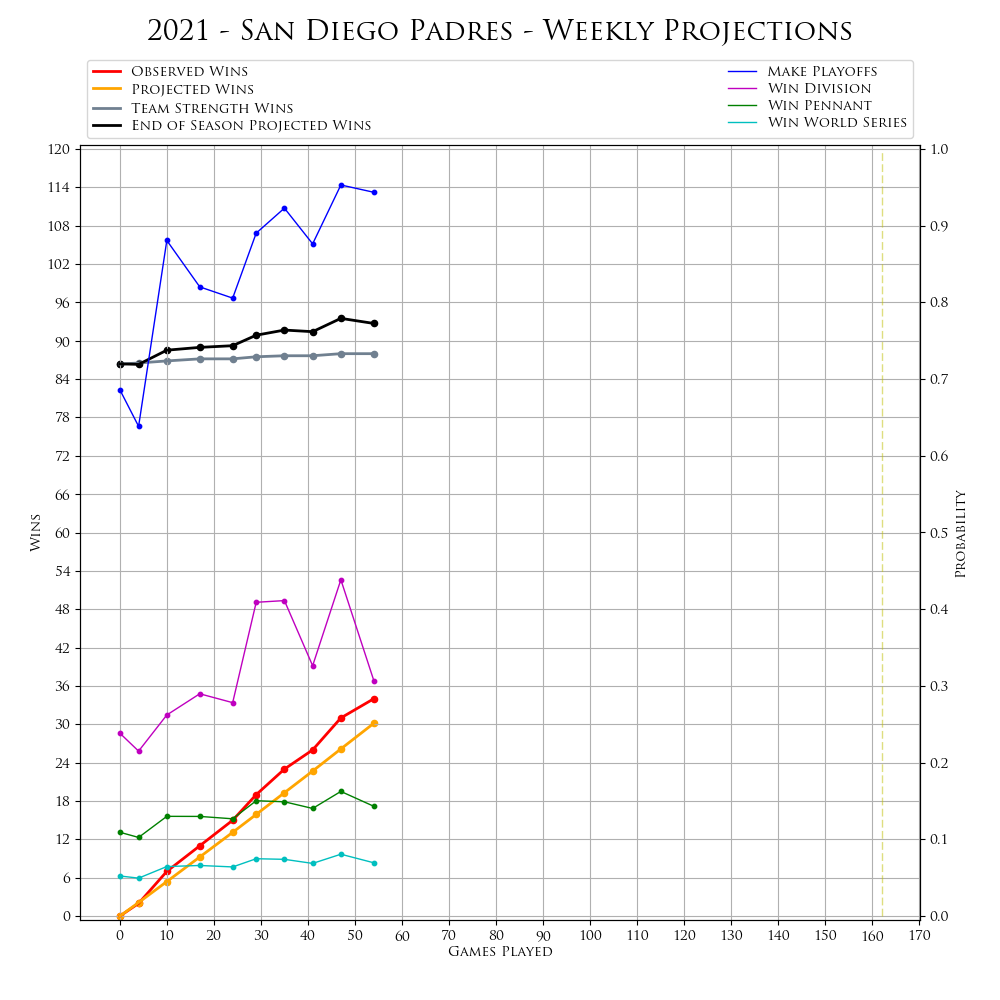 2021 - San Diego Padres - Weekly Projections
Observed Wins
Projected Wins
Team Strength Wins
End of Season Projected Wins
Make Playoffs
Win Division
Win Pennant
Win World Series
120
114
108
102
96
90
84
78
72
66
60
54
48
42
36
30
24
18
12
6
0
Wins
1.0
0.9
0.8
0.7
0.6
0.5
0.4
0.3
0.2
0.1
0.0
Probability
0 10 20 30 40 50 60 70 80 90 100 110 120 130 140 150 160 170
Games Played